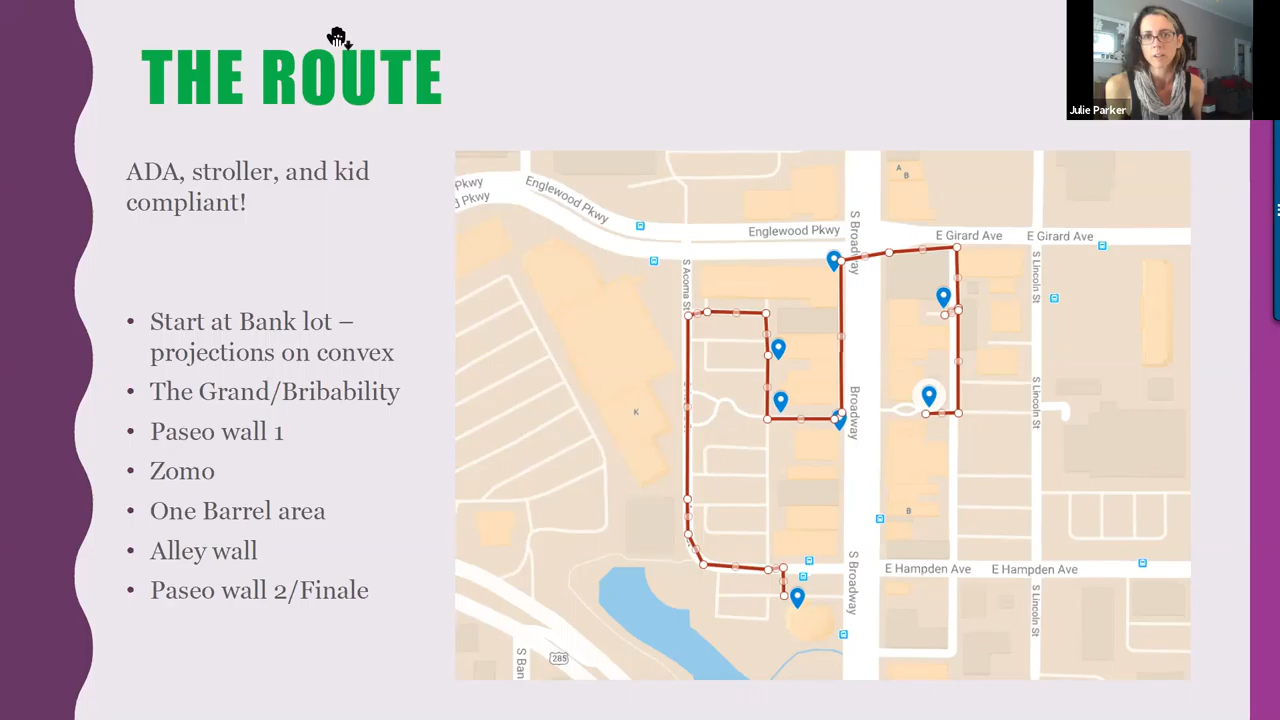 THE ROUTE
Julie Parker
ADA, stroller, and kid
compliant!
• Start at Bank lot –
projections on convex
• The Grand/Bribability
• Paseo wall 1
• Zomo
• One Barrel area
• Alley wall
• Paseo wall 2/Finale
Pkwy
d Pkwy
Englewood Pkwy
Englewood Pkwy
S Broadway
A
B
E Girard Ave
E Girard Ave
S Acoma St
S Lincoln St
K
Broadway
S Lincoln St
B
S Broadway
E Hampden Ave
E Hampden Ave
S Lincoln St
S Ban
285